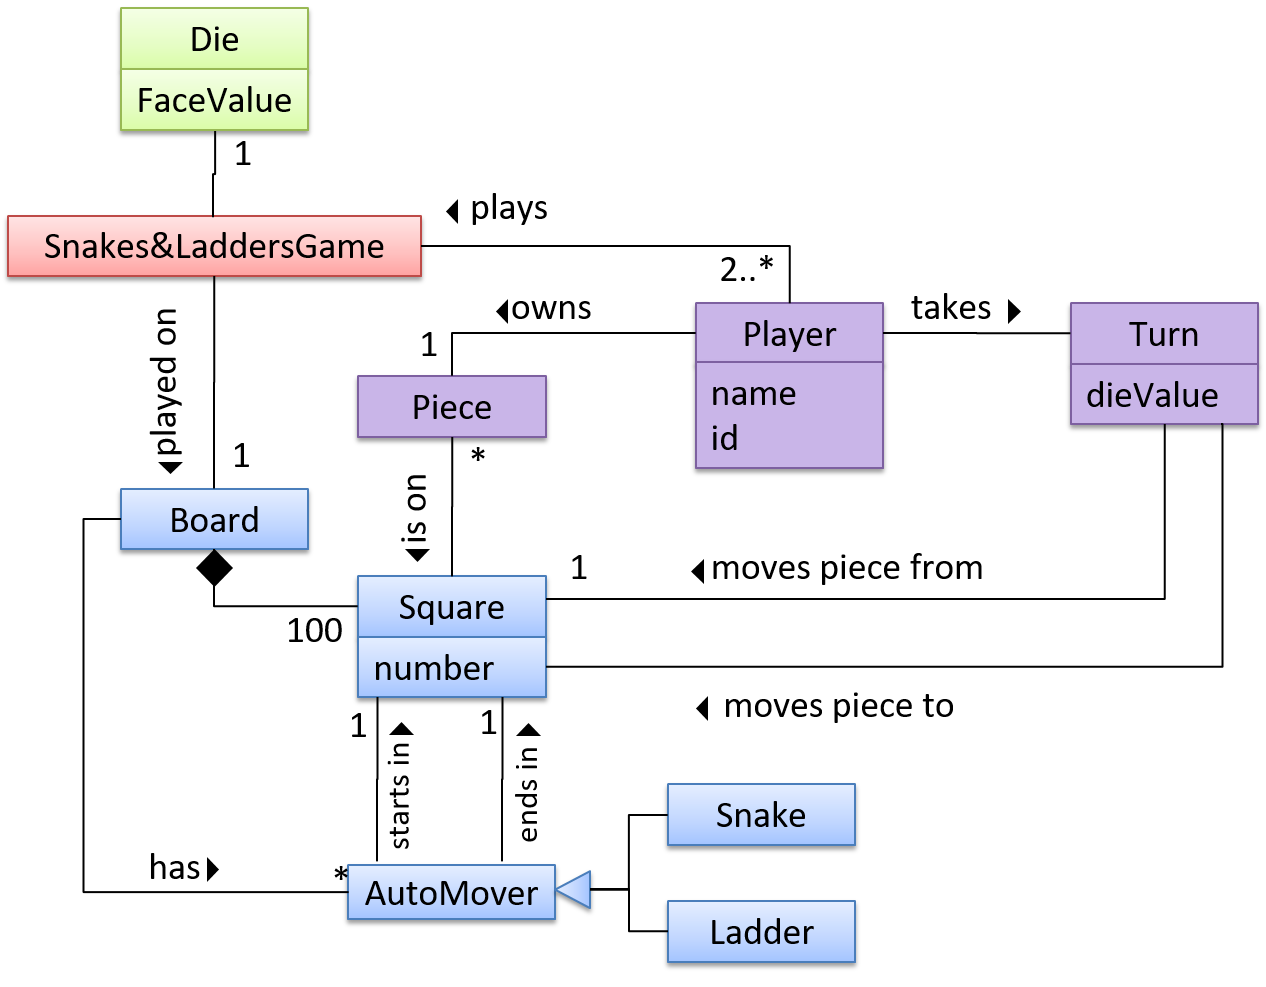 Die
FaceValue
1
Snakes&LaddersGame
plays
2..*
played on
1
owns
1
Player
name
id
takes
Turn
dieValue
Piece
*
is on
Board
100
Square
number
1
moves piece from
moves piece to
1
starts in
1
ends in
has
*
AutoMover
Snake
Ladder